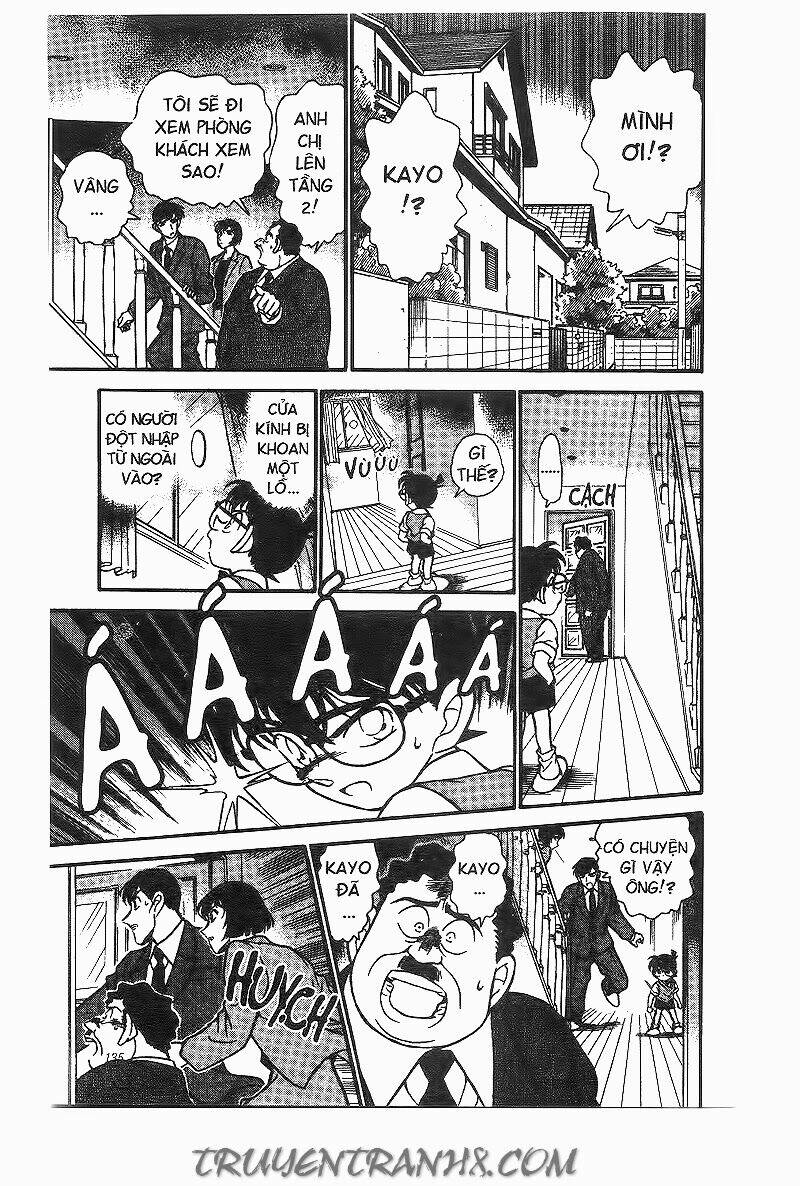 MÌNH
ƠI!?
KAYO
!?
ANH
CHỊ
LÊN
TẦNG
2!
TÔI SẼ ĐI
XEM PHÒNG
KHÁCH XEM
SAO!
VÂNG
...
......
CẠCH
GÌ
THẾ?
VÙÙÙ
CỬA
KÍNH BỊ
KHOAN
MỘT
LỖ...
CÓ NGƯỜI
ĐỘT NHẬP
TỪ NGOÀI
VÀO?
Á Á Á Á Á
CÓ CHUYỆN
GÌ VẬY
ÔNG!?
KAYO
...
KAYO
ĐÃ
...
HUỴCH
135
TRUYENTRANH8.COM